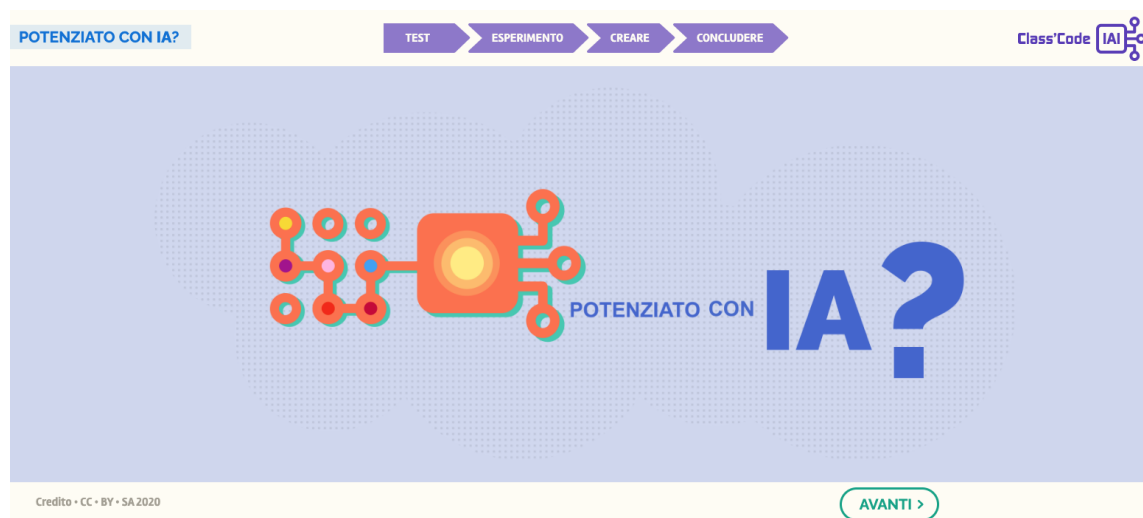 POTENZIATO CON IA?
TEST
ESPERIMENTO
CREARE
CONCLUDERE
Class'Code IAI
POTENZIATO CON IA?
Credito • CC • BY • SA 2020
AVANTI >